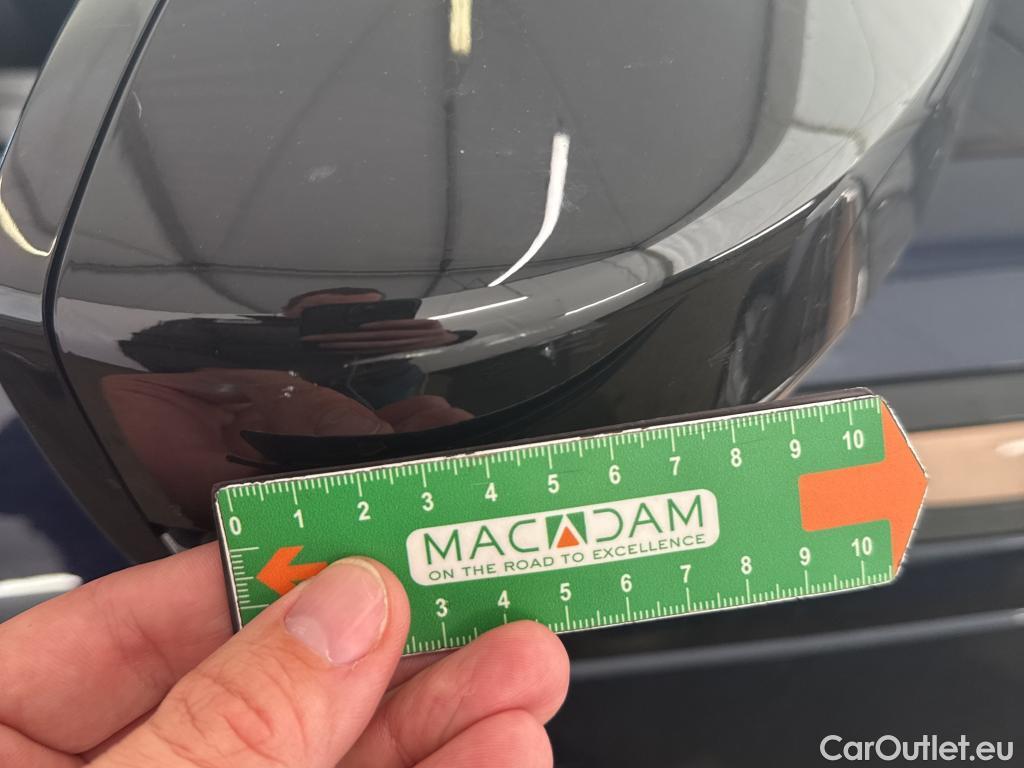 0 1 2 3 4 5 6 7 8 9 10
MACADAM
ON THE ROAD TO EXCELLENCE
3 4 5 6 7 8 9 10
CarOutlet.eu